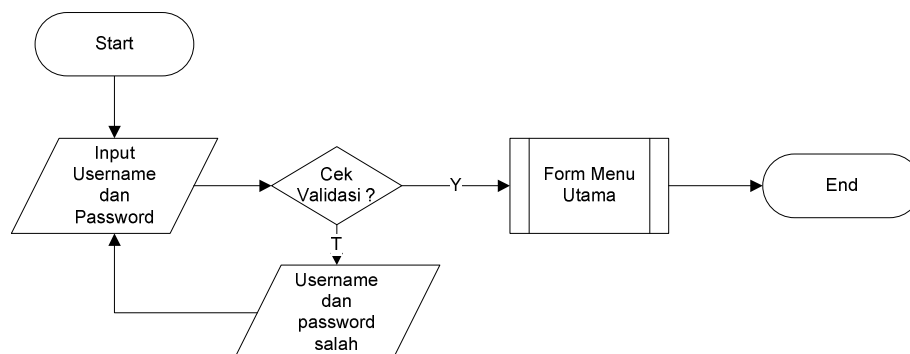 Start
Input
Username
dan
Password
Cek
Validasi ?
Y
Form Menu
Utama
End
T
Username
dan
password
salah